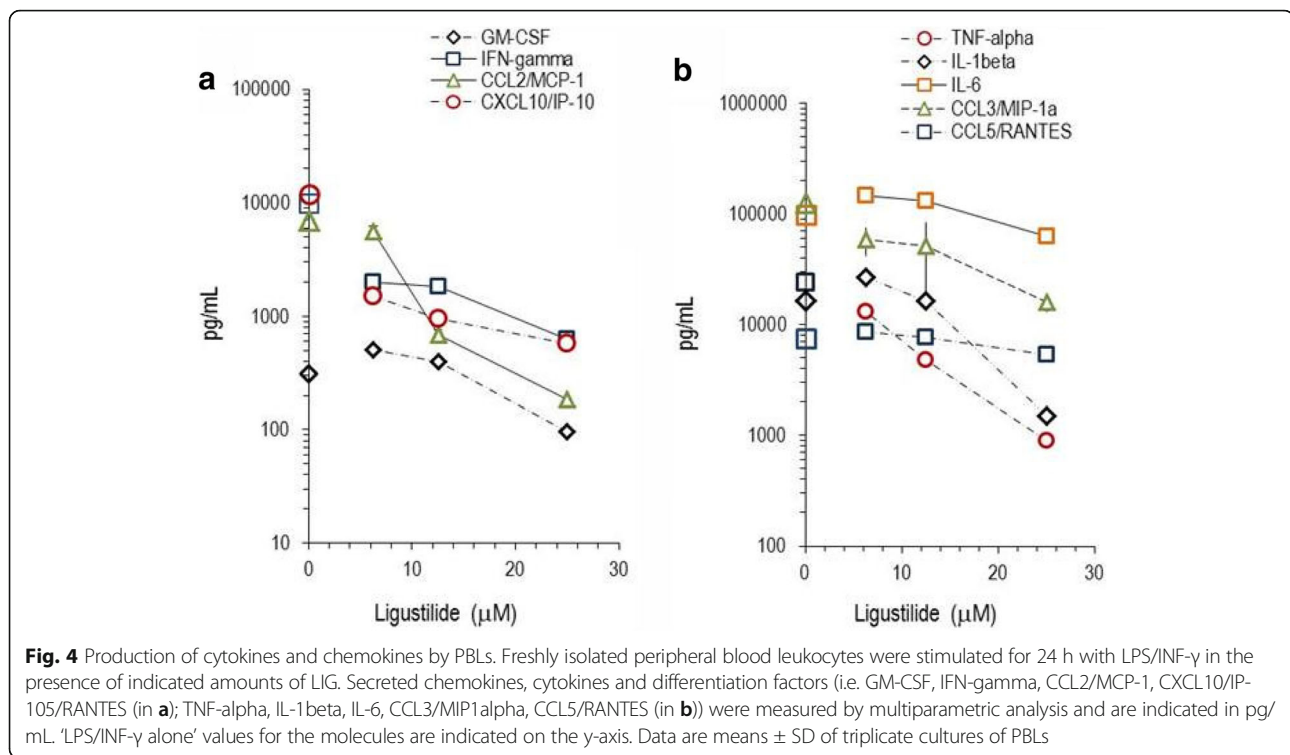 a
GM-CSF
IFN-gamma
CCL2/MCP-1
CXCL10/IP-10
100000
10000
1000
100
10
pg/mL
0
10
20
30
Ligustilide (μM)
b
TNF-alpha
IL-1beta
IL-6
CCL3/MIP-1a
CCL5/RANTES
1000000
100000
10000
1000
100
pg/mL
0
10
20
30
Ligustilide (μM)
Fig. 4 Production of cytokines and chemokines by PBLs. Freshly isolated peripheral blood leukocytes were stimulated for 24 h with LPS/INF-γ in the
presence of indicated amounts of LIG. Secreted chemokines, cytokines and differentiation factors (i.e. GM-CSF, IFN-gamma, CCL2/MCP-1, CXCL10/IP-
105/RANTES (in a); TNF-alpha, IL-1beta, IL-6, CCL3/MIP1alpha, CCL5/RANTES (in b)) were measured by multiparametric analysis and are indicated in pg/
mL. ‘LPS/INF-γ alone’ values for the molecules are indicated on the y-axis. Data are means ± SD of triplicate cultures of PBLs